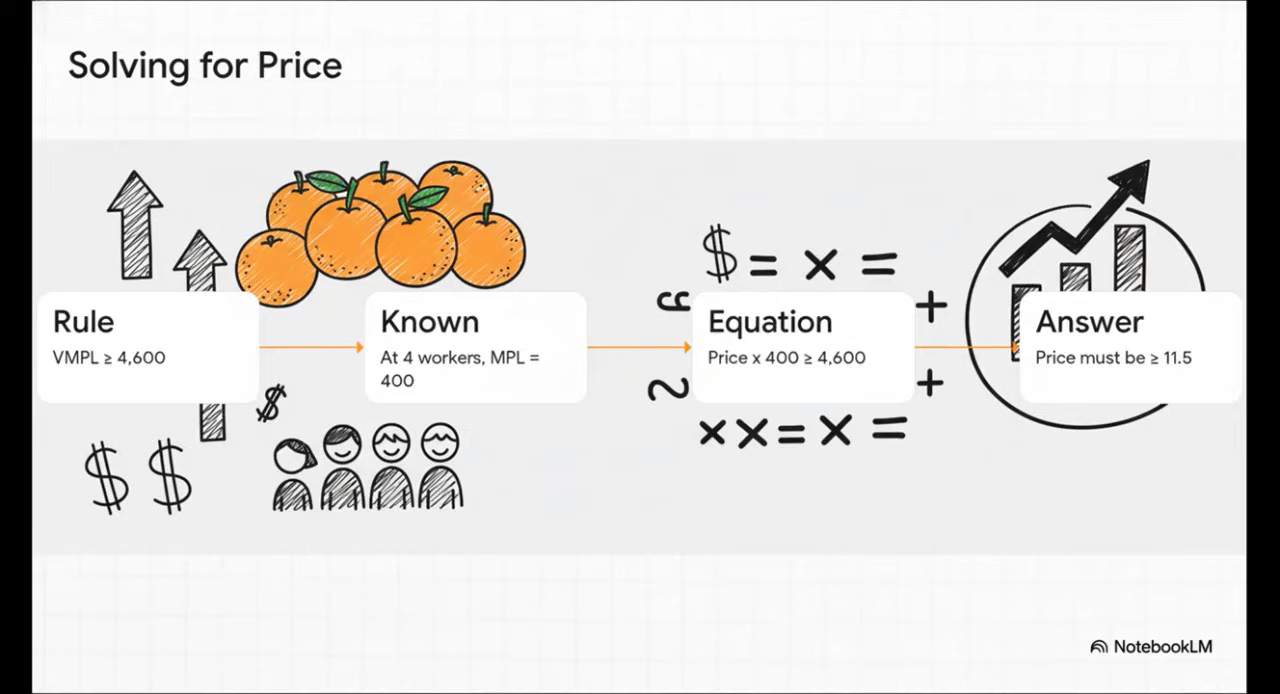 Solving for Price
Rule
VMPL ≥ 4,600
Known
At 4 workers, MPL =
400
Equation
Price x 400 ≥ 4,600
Answer
Price must be ≥ 11.5
$ = × =
+
+
×× = × =
$
$ $
NotebookLM